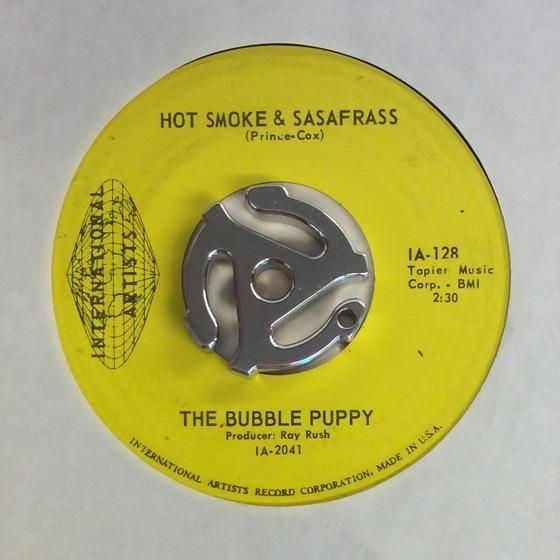 HOT SMOKE & SASAFRASS
(Prince-Cox)
INTERNATIONAL
ARTISTS
IA-128
Tapier Music
Corp. - BMI
2:30
THE BUBBLE PUPPY
Producer: Ray Rush
IA-2041
INTERNATIONAL ARTISTS RECORD CORPORATION, MADE IN U.S.A.